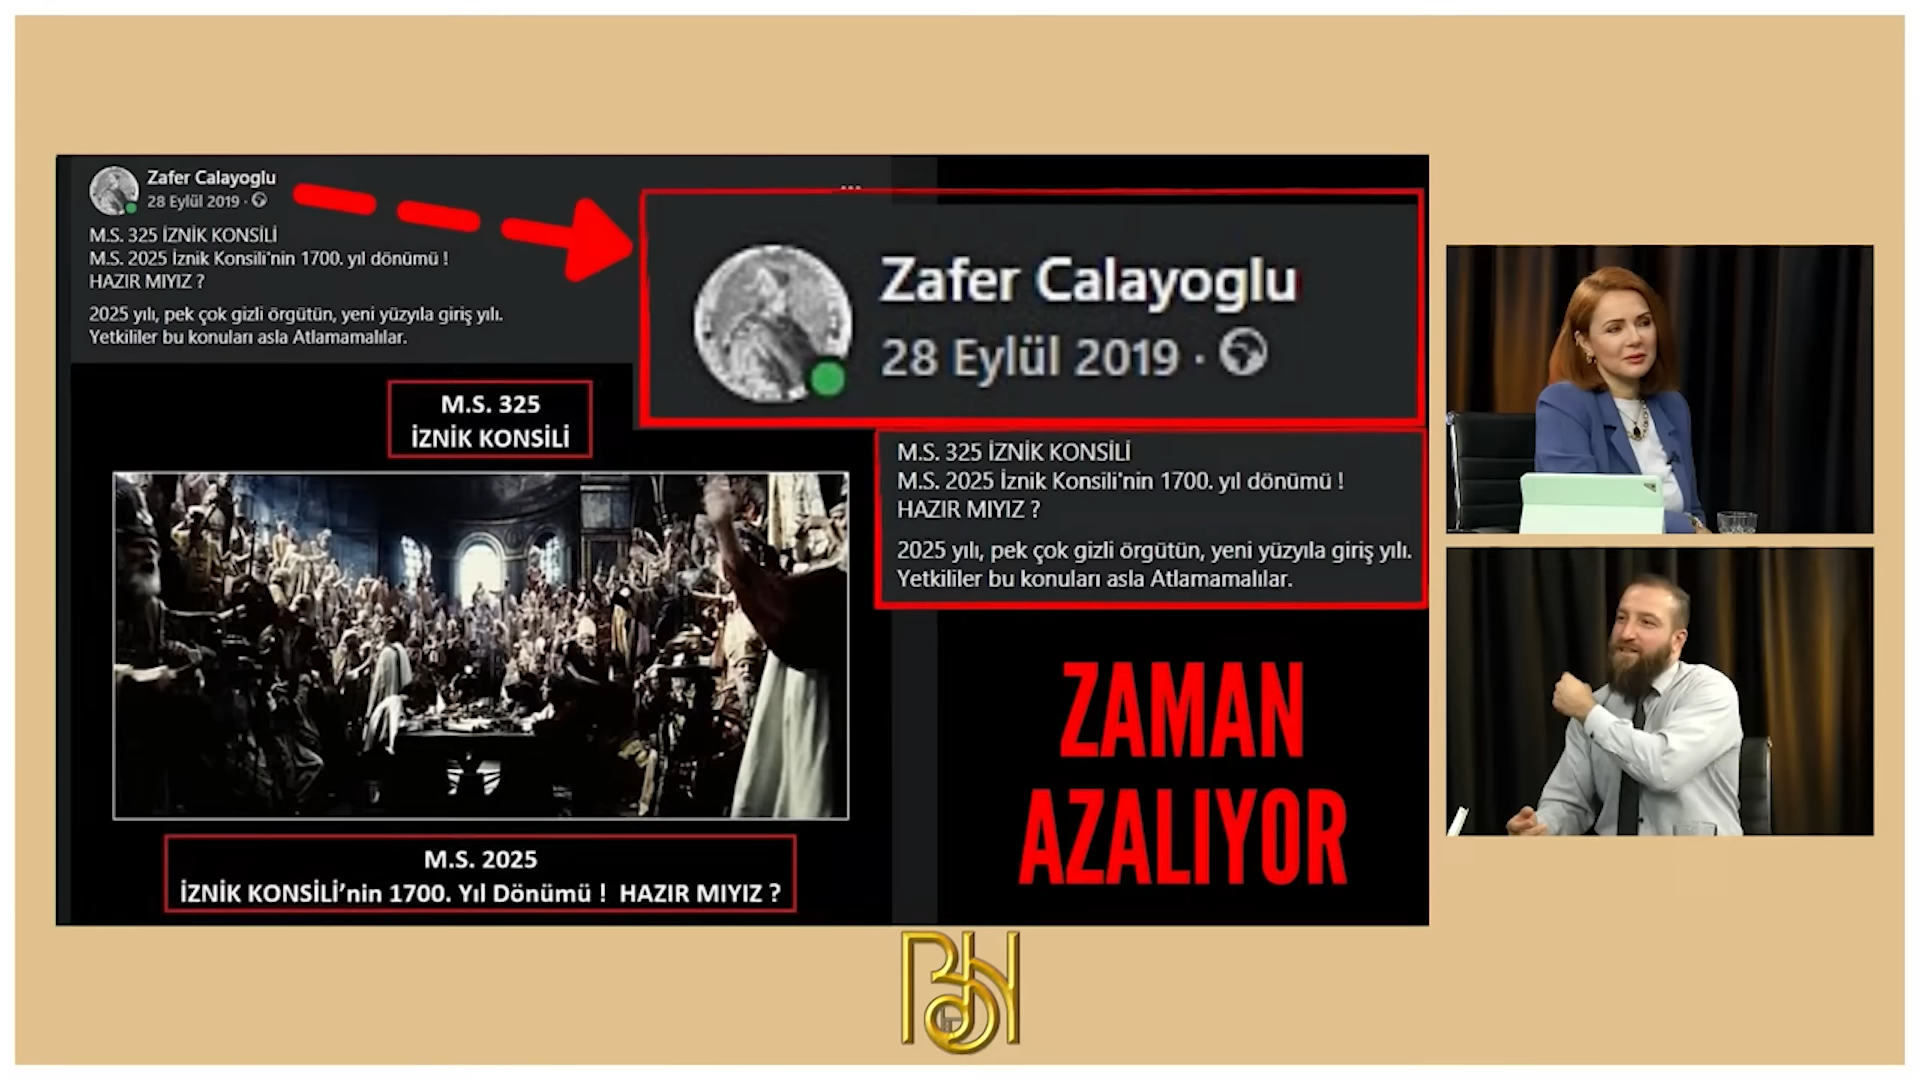 Zafer Calayoglu
28 Eylül 2019 ·
M.S. 325 İZNİK KONSİLİ
M.S. 2025 İznik Konsili'nin 1700. yıl dönümü !
HAZIR MIYIZ ?
2025 yılı, pek çok gizli örgütün, yeni yüzyıla giriş yılı.
Yetkililer bu konuları asla Atlamamalılar.
M.S. 325
İZNİK KONSİLİ
M.S. 2025
İZNİK KONSİLİ’nin 1700. Yıl Dönümü ! HAZIR MIYIZ ?
Zafer Calayoglu
28 Eylül 2019 ·
M.S. 325 İZNİK KONSİLİ
M.S. 2025 İznik Konsili'nin 1700. yıl dönümü !
HAZIR MIYIZ ?
2025 yılı, pek çok gizli örgütün, yeni yüzyıla giriş yılı.
Yetkililer bu konuları asla Atlamamalılar.
ZAMAN
AZALIYOR